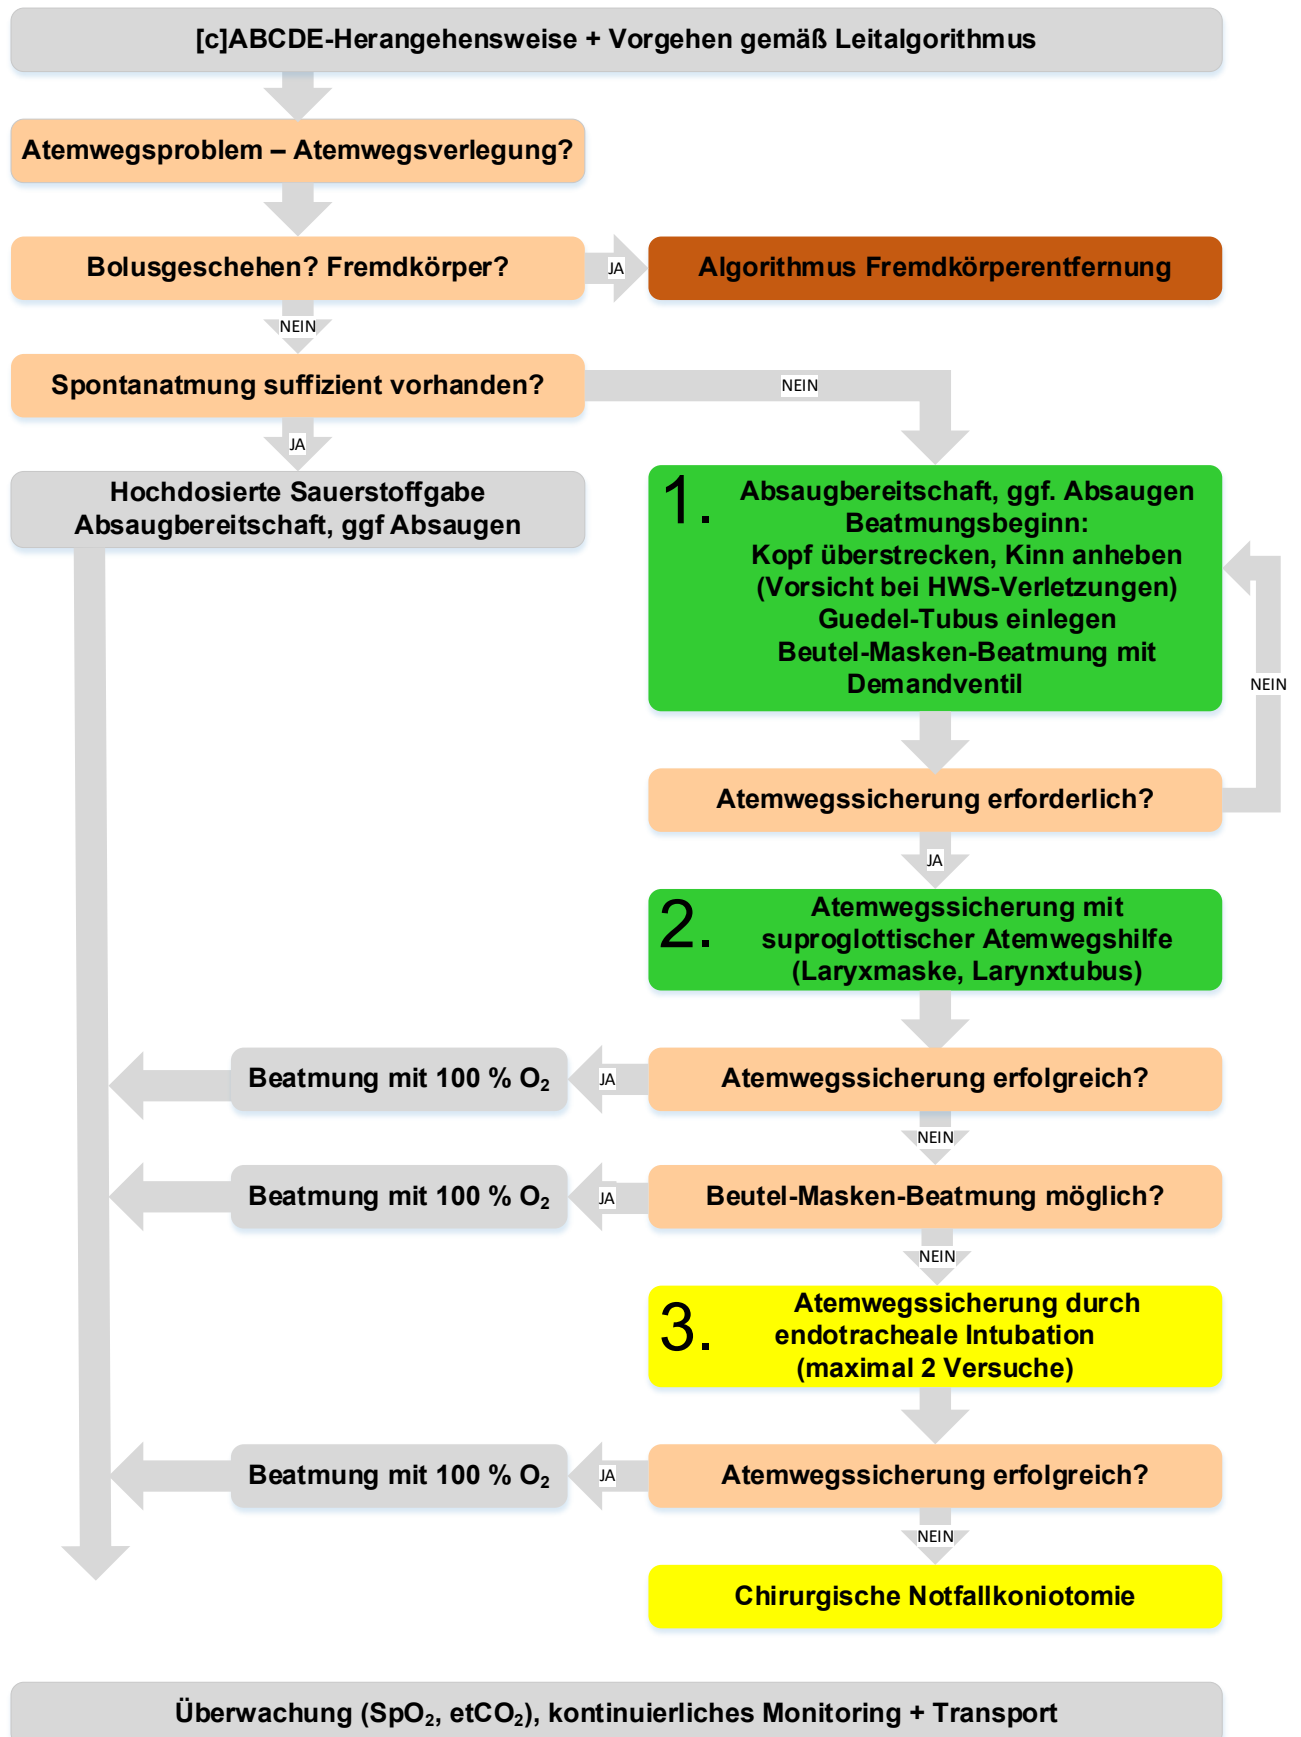 [c]ABCDE-Herangehensweise + Vorgehen gemäß Leitalgorithmus
Atemwegsproblem – Atemwegsverlegung?
Bolusgeschehen? Fremdkörper?
JA
Algorithmus Fremdkörperentfernung
NEIN
Spontanatmung suffizient vorhanden?
NEIN
JA
Hochdosierte Sauerstoffgabe
Absaugbereitschaft, ggf Absaugen
1.
Absaugbereitschaft, ggf. Absaugen
Beatmungsbeginn:
Kopf überstrecken, Kinn anheben
(Vorsicht bei HWS-Verletzungen)
Guedel-Tubus einlegen
Beutel-Masken-Beatmung mit
Demandventil
NEIN
Atemwegssicherung erforderlich?
JA
2.
Atemwegssicherung mit
suproglottischer Atemwegshilfe
(Laryxmaske, Larynxtubus)
Beatmung mit 100 % O₂
JA
Atemwegssicherung erfolgreich?
NEIN
Beatmung mit 100 % O₂
JA
Beutel-Masken-Beatmung möglich?
NEIN
3.
Atemwegssicherung durch
endotracheale Intubation
(maximal 2 Versuche)
Beatmung mit 100 % O₂
JA
Atemwegssicherung erfolgreich?
NEIN
Chirurgische Notfallkoniotomie
Überwachung (SpO₂, etCO₂), kontinuierliches Monitoring + Transport